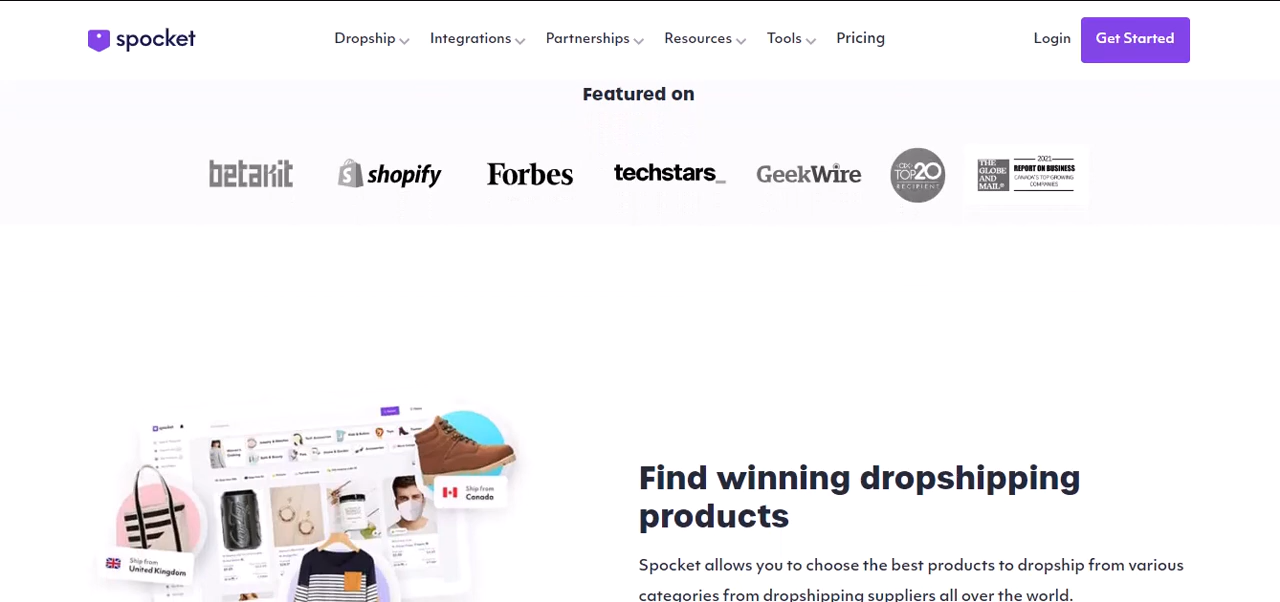 spocket
Dropship
Integrations
Partnerships
Resources
Tools
Pricing
Login
Get Started
Featured on
betakit
shopify
Forbes
techstars_
GeekWire
CIX
TOP20
RECIPIENT
THE
GLOBE
AND
MAIL*
2021
REPORT ON BUSINESS
CANADA'S TOP GROWING
COMPANIES
spocket
Ship from
Canada
Ship from
United Kingdom
Find winning dropshipping
products
Spocket allows you to choose the best products to dropship from various
categories from dropshipping suppliers all over the world.